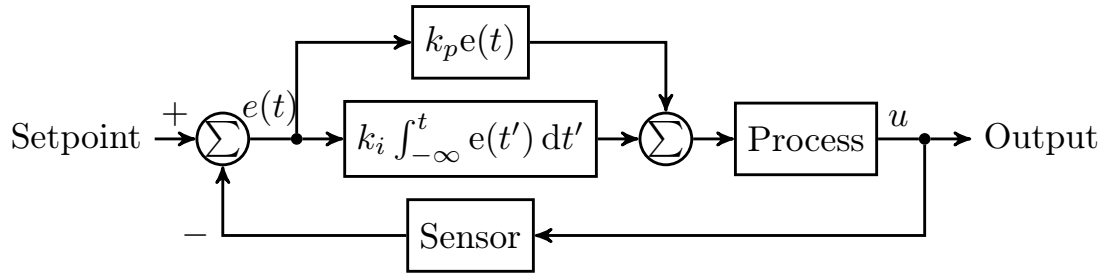 k_p e(t)
+
e(t)
u
Setpoint
∑
k_i ∫_{-∞}^{t} e(t′) dt′
∑
Process
Output
−
Sensor